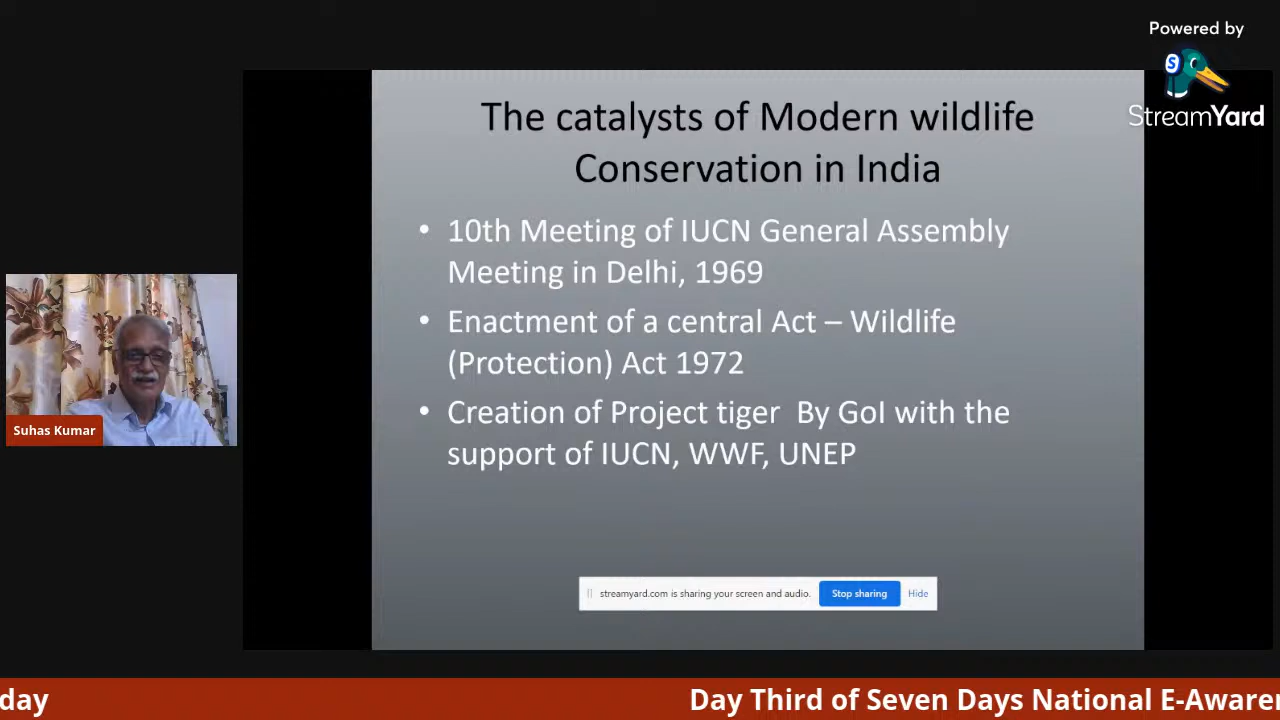 Powered by
S
StreamYard
The catalysts of Modern wildlife
Conservation in India
• 10th Meeting of IUCN General Assembly
Meeting in Delhi, 1969
• Enactment of a central Act – Wildlife
(Protection) Act 1972
• Creation of Project tiger By GoI with the
support of IUCN, WWF, UNEP
Suhas Kumar
streamyard.com is sharing your screen and audio. Stop sharing Hide
day Day Third of Seven Days National E-Awaren